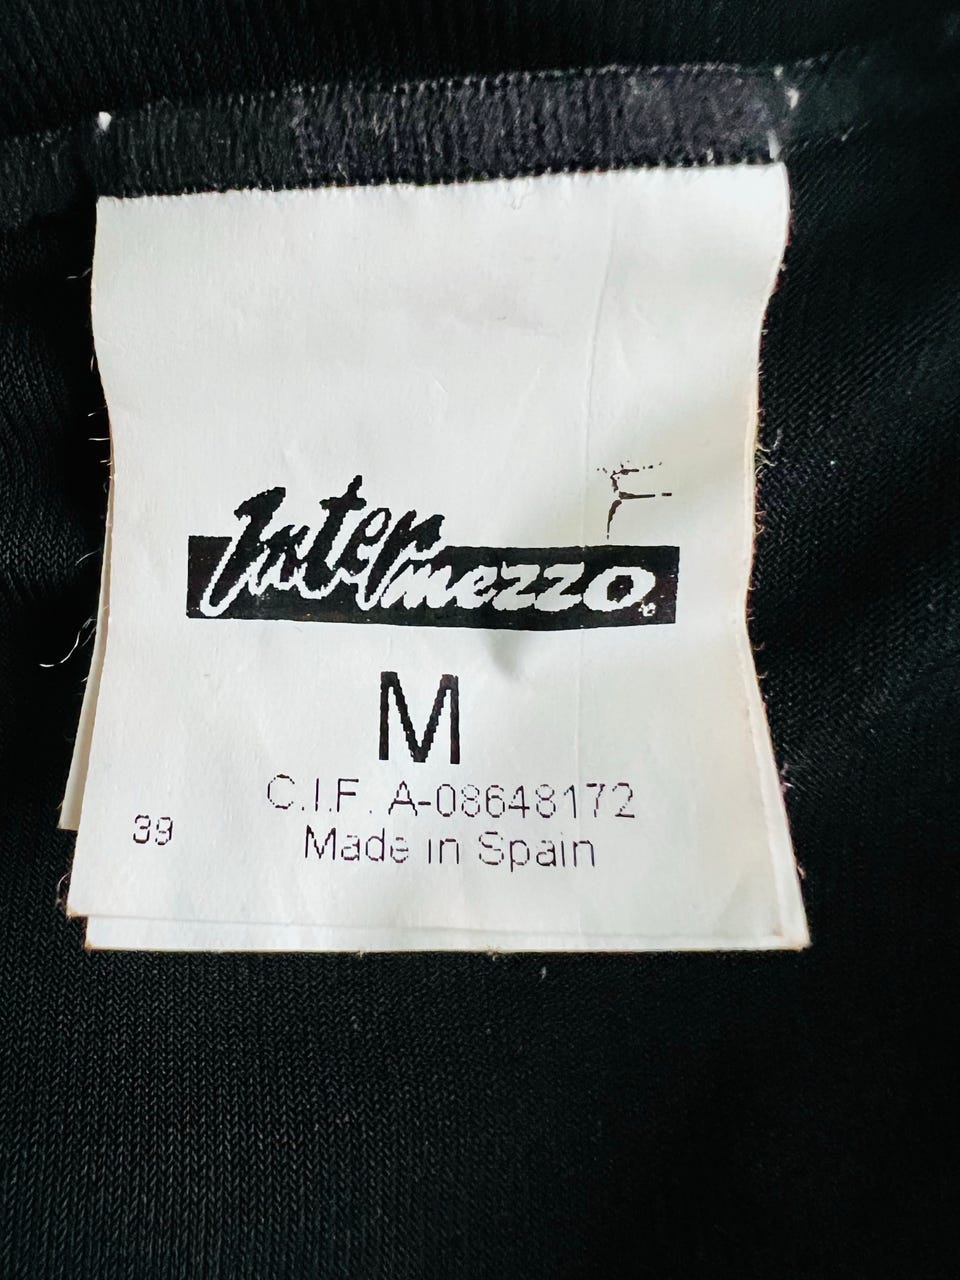 Intermezzo
M
C.I.F. A-08648172
39 Made in Spain